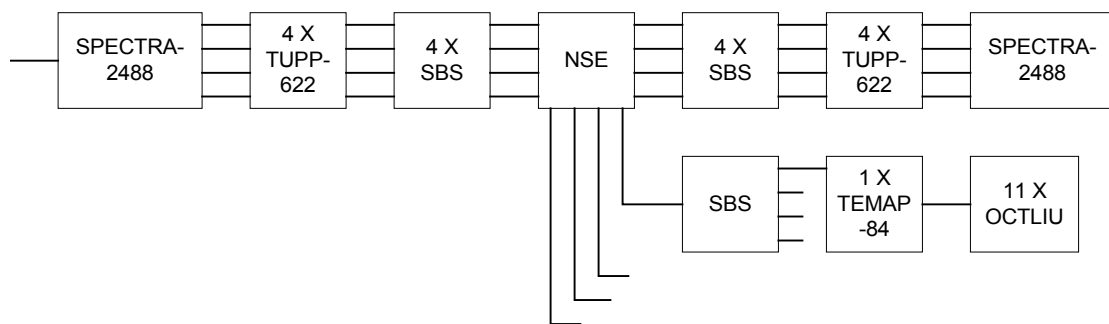 SPECTRA-
2488
4 X
TUPP-
622
4 X
SBS
NSE
4 X
SBS
4 X
TUPP-
622
SPECTRA-
2488
SBS
1 X
TEMAP
-84
11 X
OCTLIU